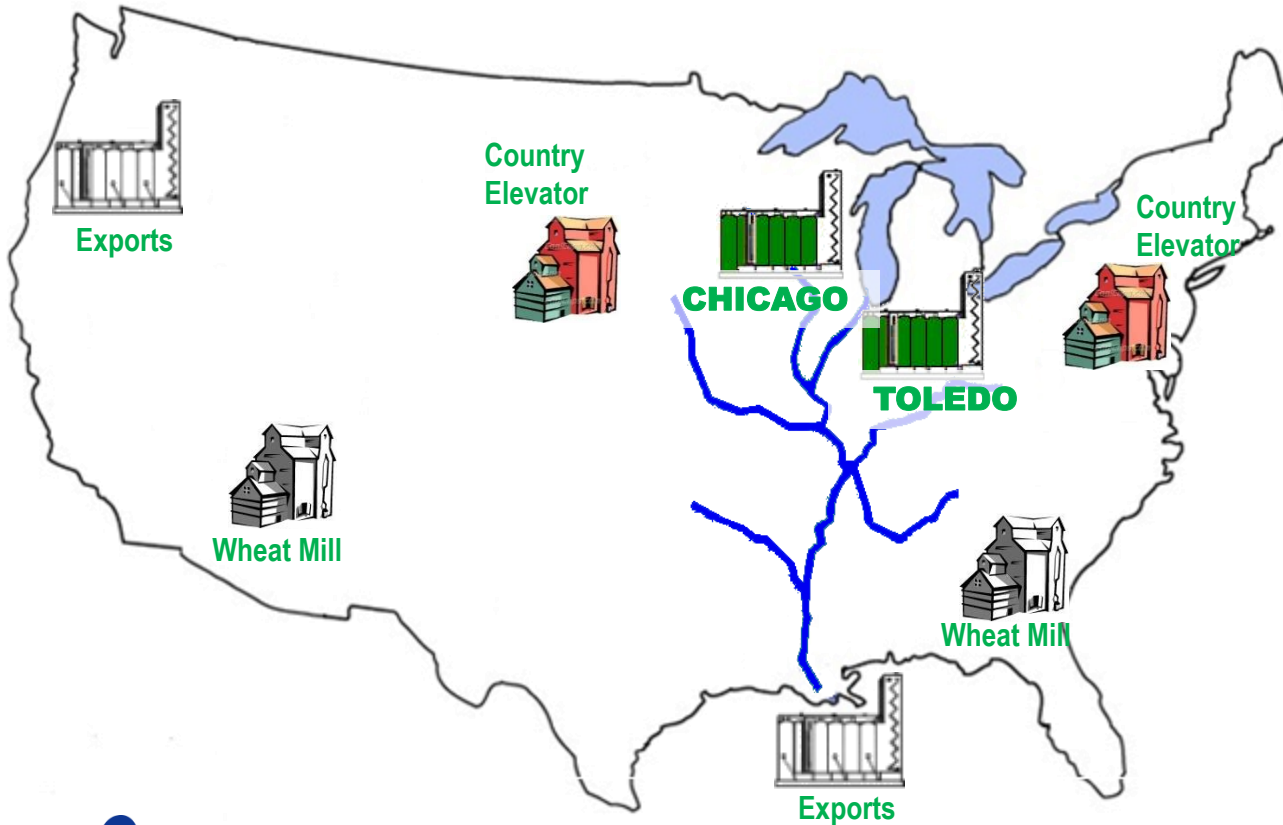 Country
Elevator
Exports
CHICAGO
Country
Elevator
TOLEDO
Wheat Mill
Wheat Mill
Exports